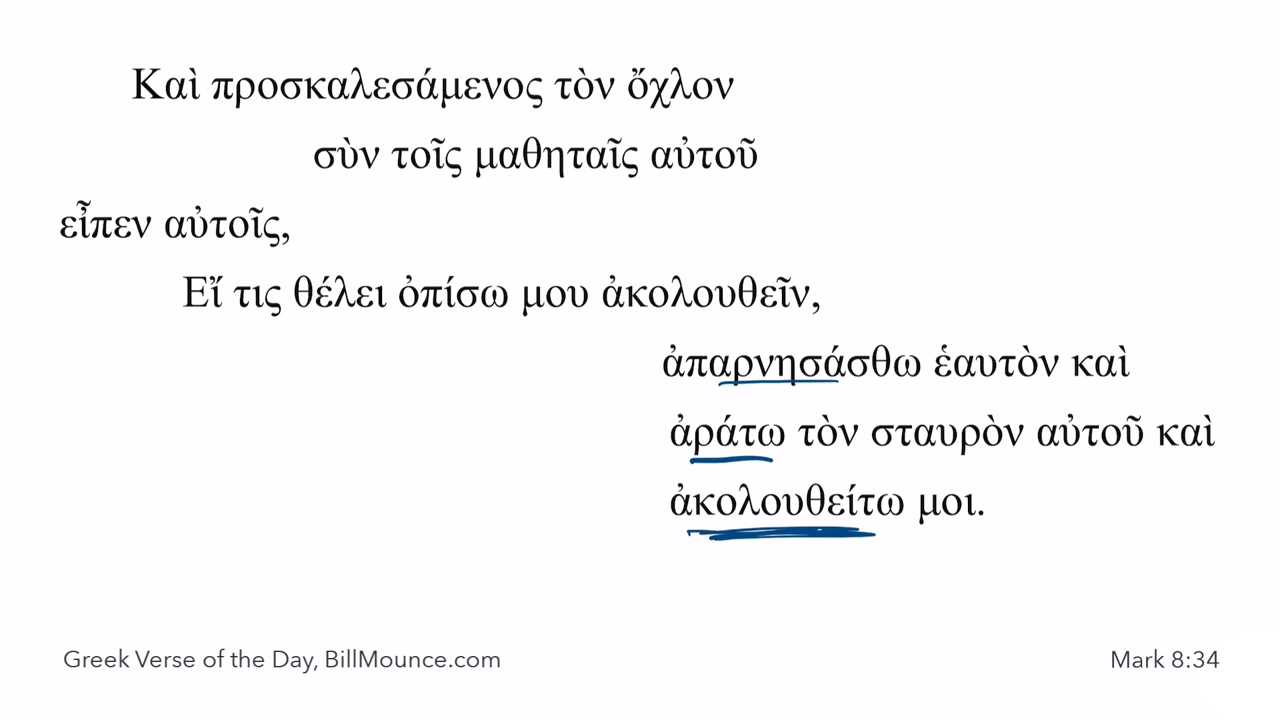 Καὶ προσκαλεσάμενος τὸν ὄχλον
σὺν τοῖς μαθηταῖς αὐτοῦ
εἶπεν αὐτοῖς,
Εἴ τις θέλει ὀπίσω μου ἀκολουθεῖν,
ἀπαρνησάσθω ἑαυτὸν καὶ
ἀράτω τὸν σταυρὸν αὐτοῦ καὶ
ἀκολουθείτω μοι.
Greek Verse of the Day, BillMounce.com
Mark 8:34